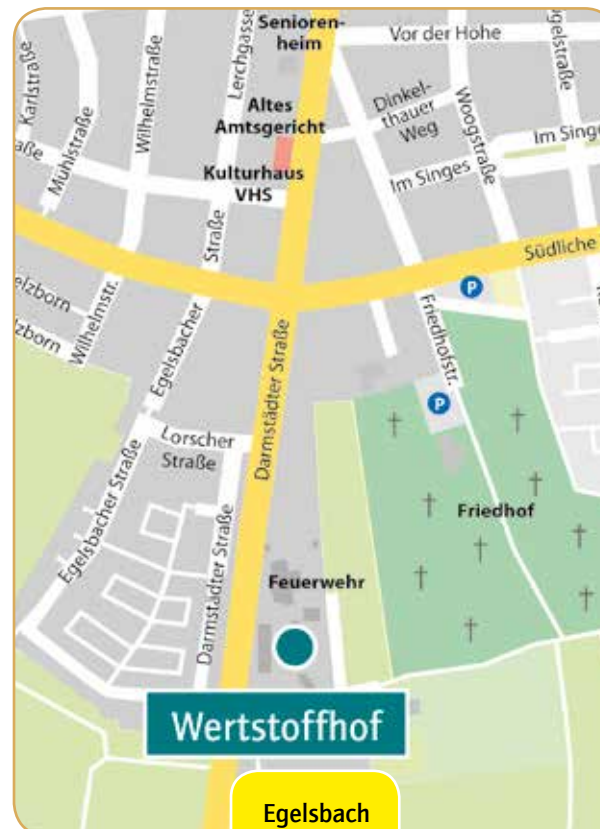 Senioren-
heim
Vor der Höhe
Karlstraße
Mühlstraße
Wilhelmstraße
Lerchgasse
Altes
Amtsgericht
Dinkel-
thauer
Weg
Woogstraße
Im Singes
Im Singes
Kulturhaus
VHS
Straße
Egelsbacher
Südliche
P
Wilhelmstr.
Friedhofstr.
Darmstädter Straße
P
Lorscher
Straße
Egelsbacher Straße
Darmstädter Straße
Friedhof
Feuerwehr
Wertstoffhof
Egelsbach